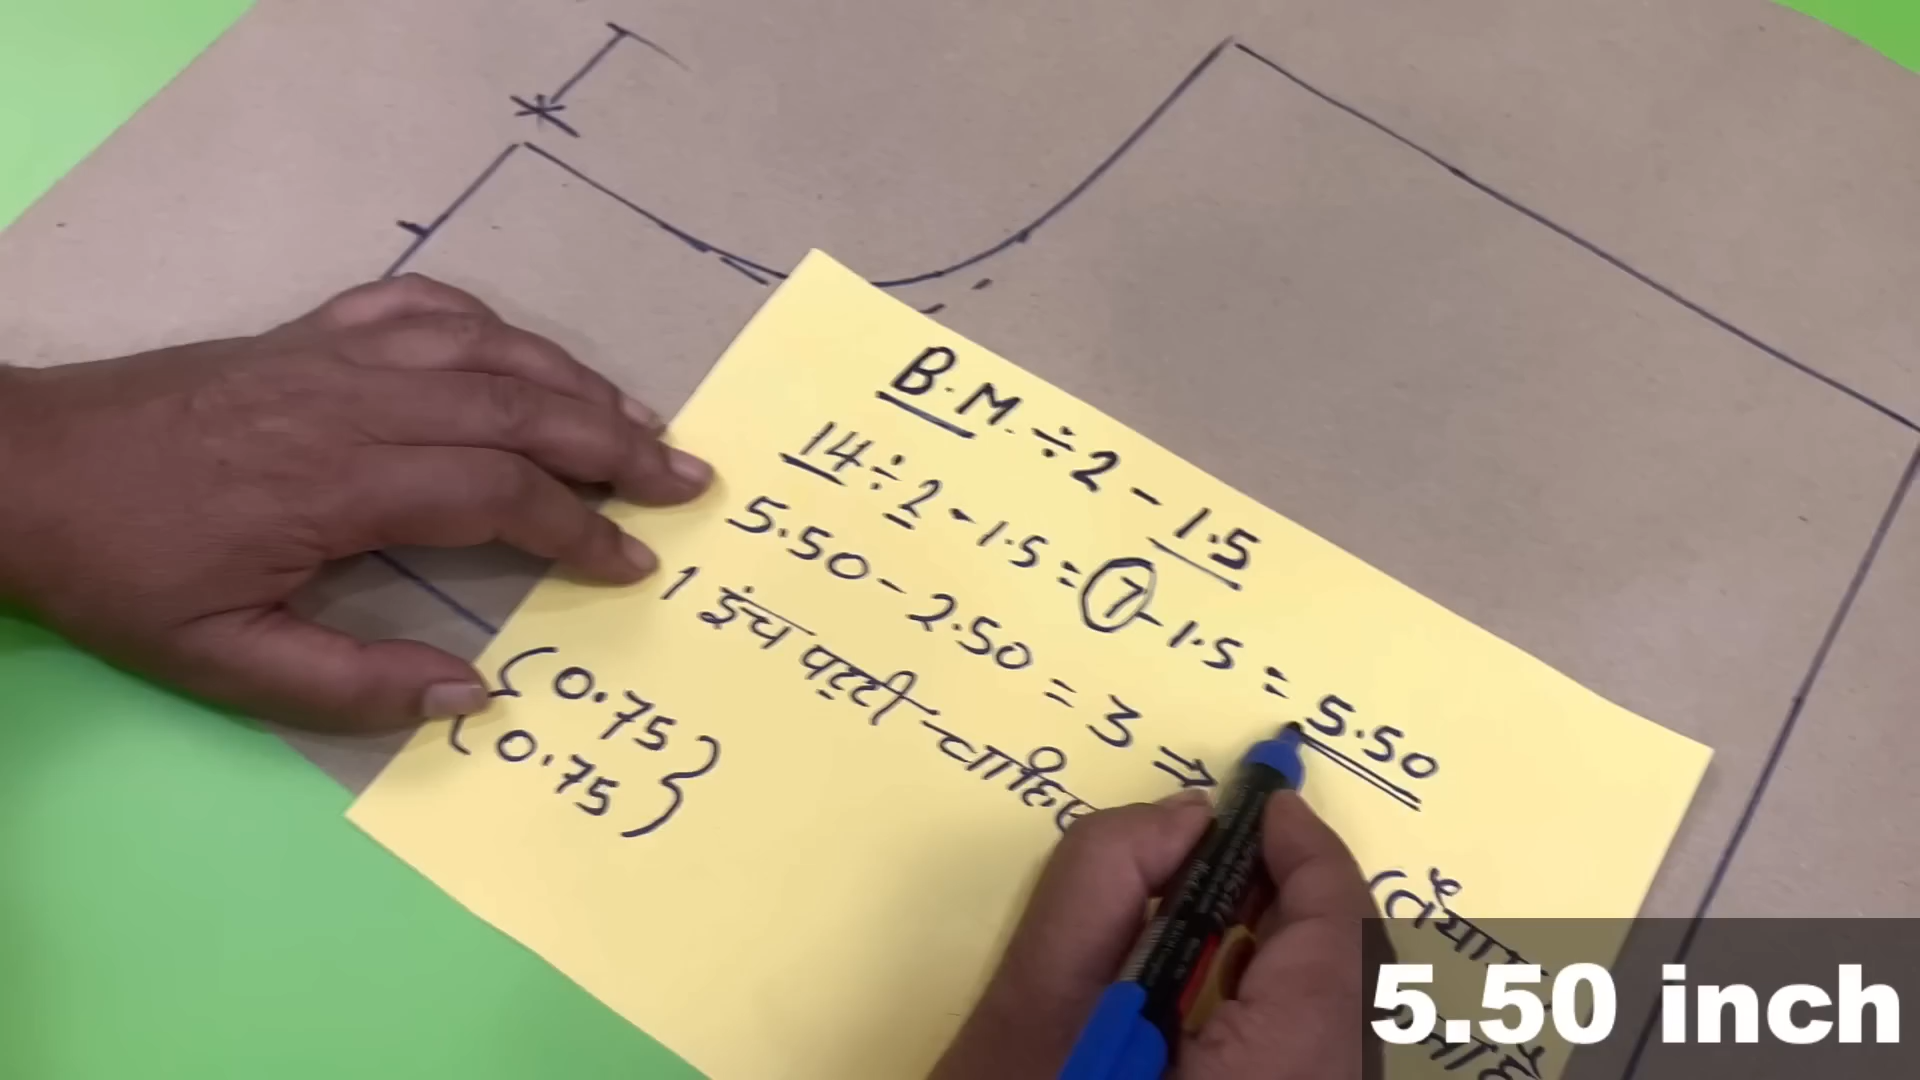 B.M. ÷ 2 - 1.5
14 ÷ 2 - 1.5 = 7 - 1.5 = 5.50
5.50 - 2.50 = 3 ⇒
1 इंच पट्टी चाहिए
{0.75
0.75}
5.50 inch